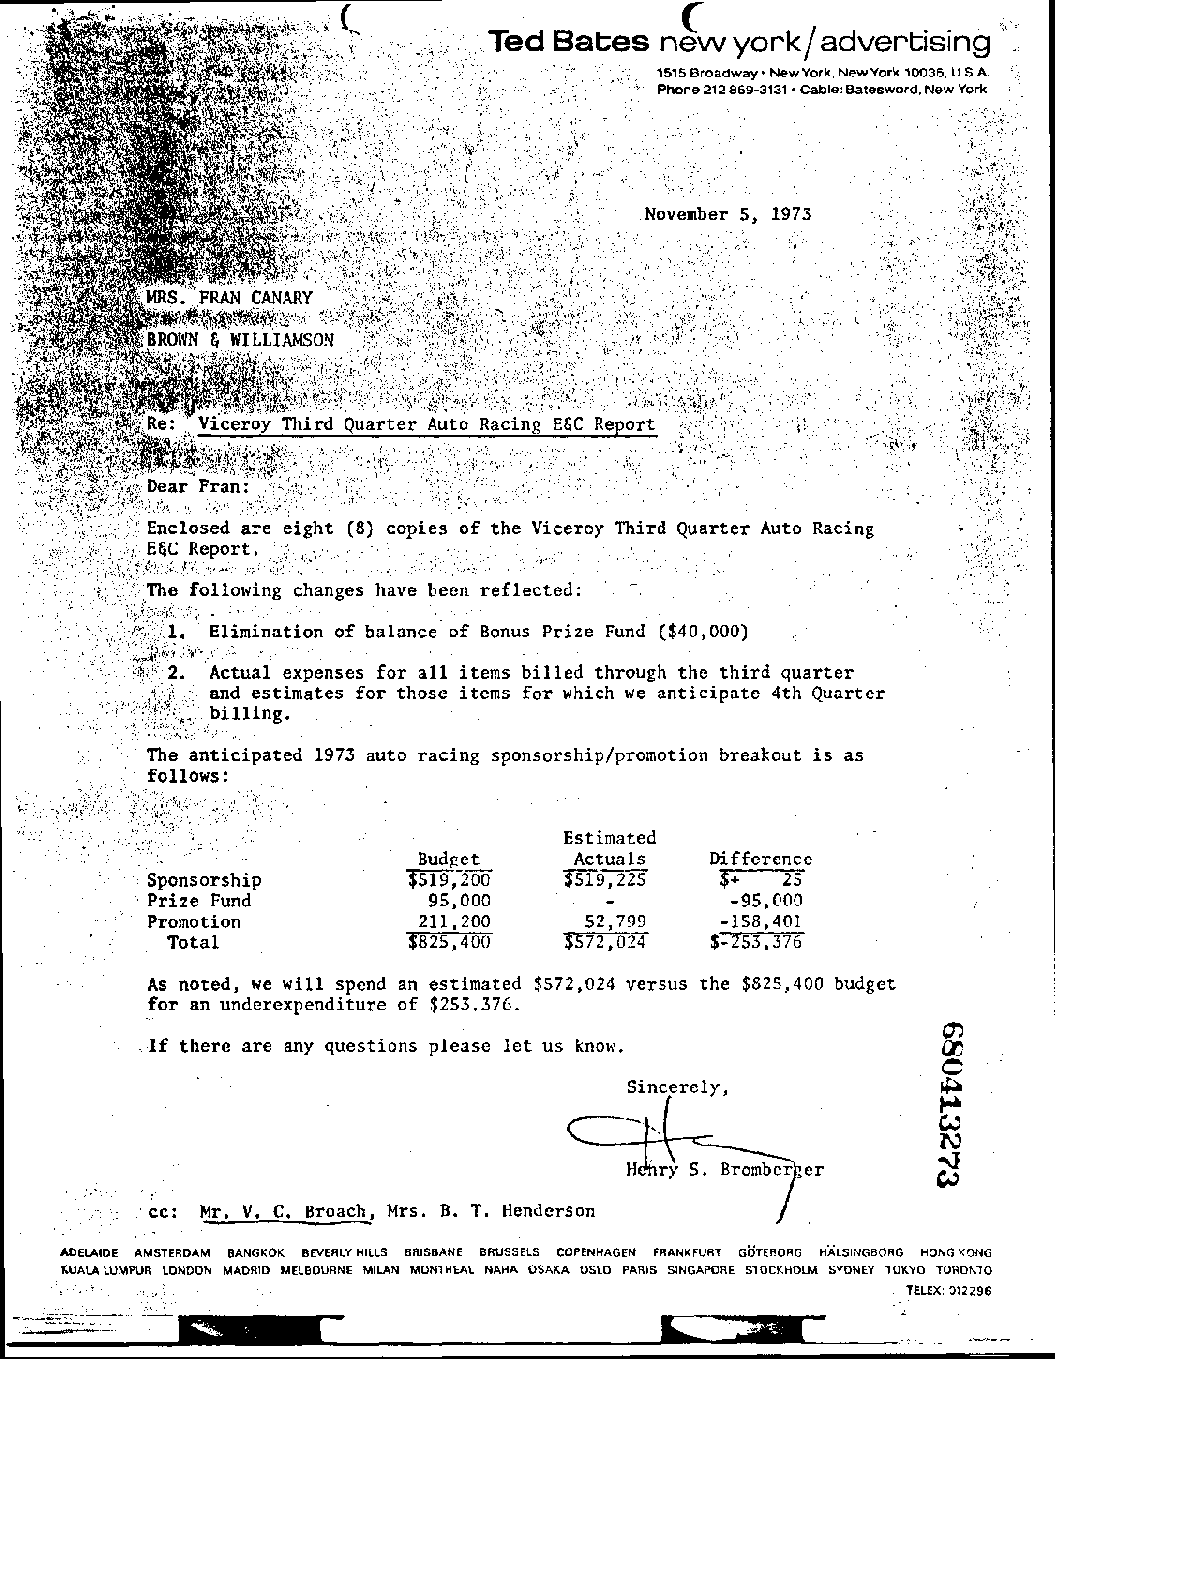 Ted Bates new york/advertising
1515 Broadway • New York, New York 10036, U.S.A.
Phone 212 869-3131 • Cable: Batesword, New York
November 5, 1973
MRS. FRAN CANARY
BROWN & WILLIAMSON
Re: Viceroy Third Quarter Auto Racing E&C Report
Dear Fran:
Enclosed are eight (8) copies of the Viceroy Third Quarter Auto Racing
E&C Report.
The following changes have been reflected:
1. Elimination of balance of Bonus Prize Fund ($40,000)
2. Actual expenses for all items billed through the third quarter
and estimates for those items for which we anticipate 4th Quarter
billing.
The anticipated 1973 auto racing sponsorship/promotion breakout is as
follows:
Estimated
Budget Actuals Difference
Sponsorship $519,200 $519,225 $+ 25
Prize Fund 95,000 - -95,000
Promotion 211,200 52,799 -158,401
Total $825,400 $572,024 $-253,376
As noted, we will spend an estimated $572,024 versus the $825,400 budget
for an underexpenditure of $253.376.
If there are any questions please let us know.
Sincerely,
Henry S. Bromberger
cc: Mr. V. C. Broach, Mrs. B. T. Henderson
ADELAIDE AMSTERDAM BANGKOK BEVERLY HILLS BRISBANE BRUSSELS COPENHAGEN FRANKFURT GÖTEBORG HÄLSINGBORG HONG KONG
KUALA LUMPUR LONDON MADRID MELBOURNE MILAN MONTREAL NAHA OSAKA OSLO PARIS SINGAPORE STOCKHOLM SYDNEY TOKYO TORONTO
TELEX: 012296
680413273